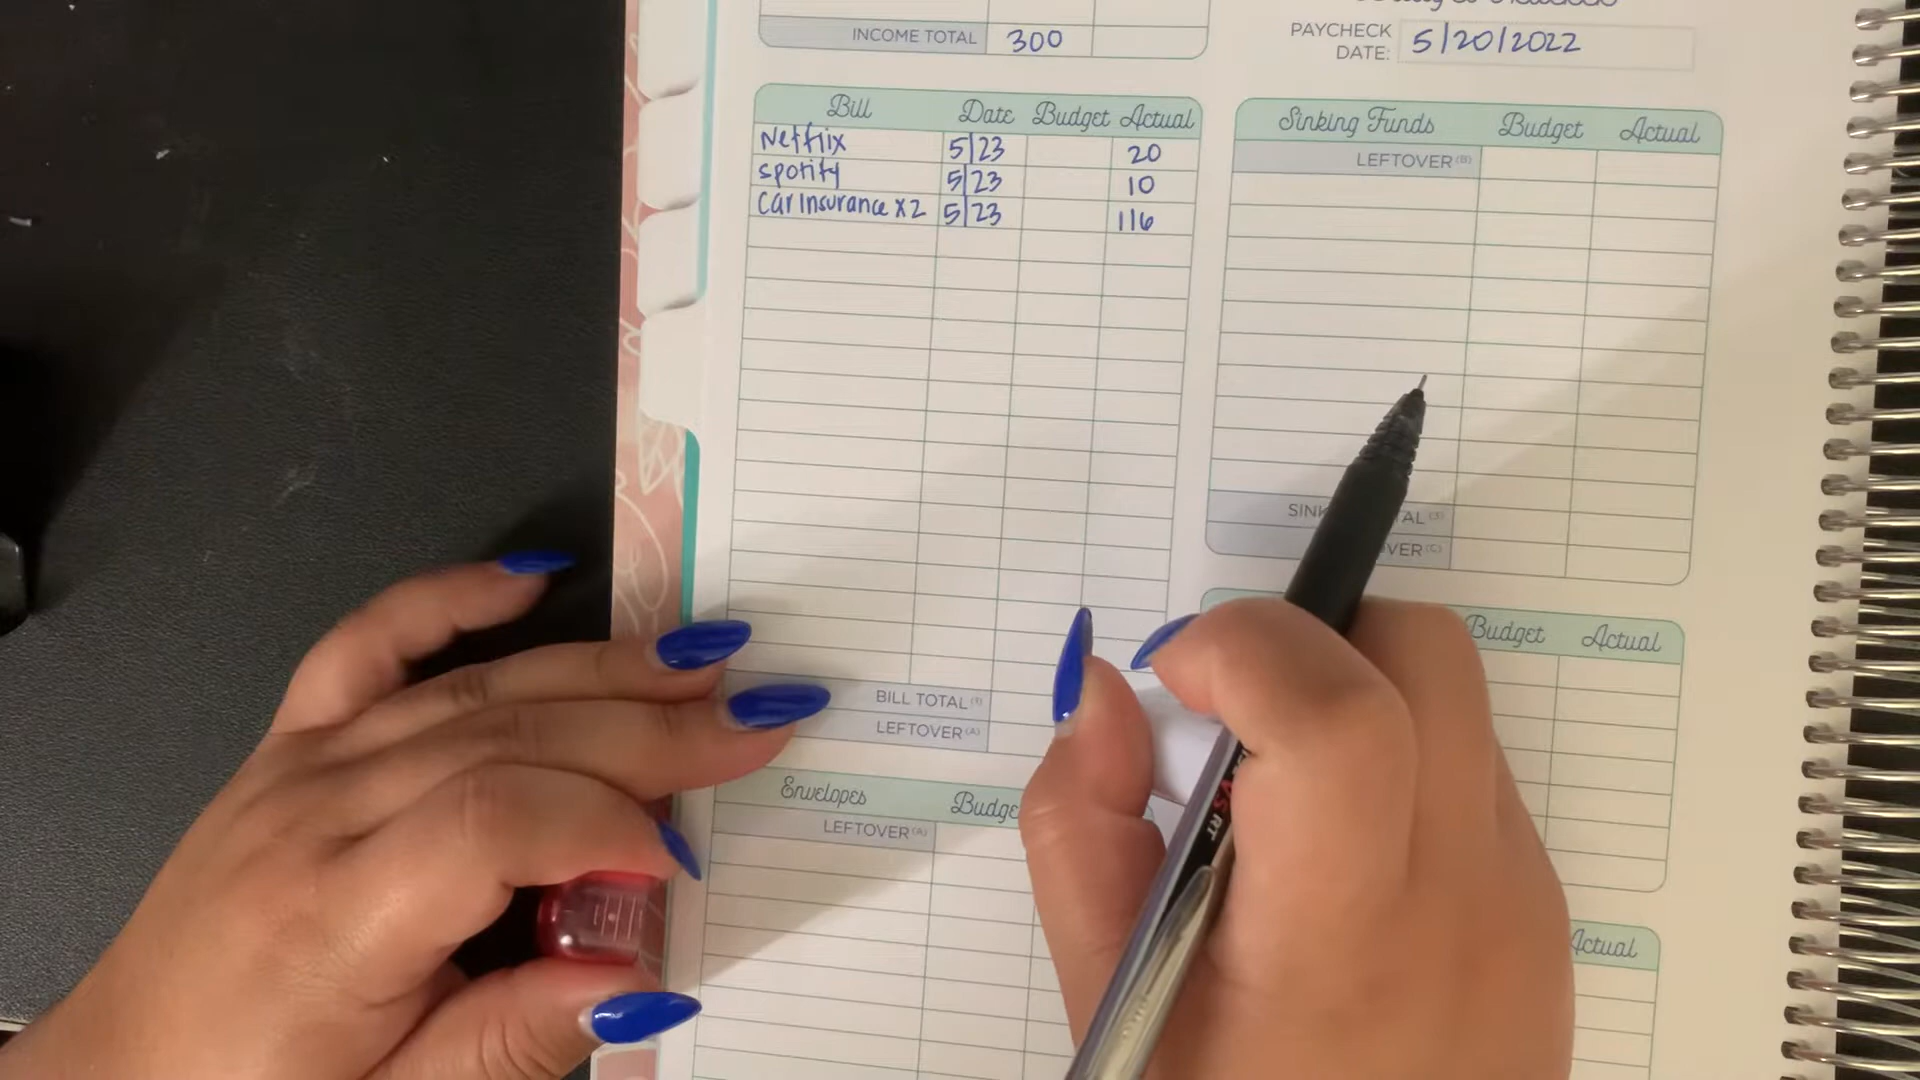 INCOME TOTAL 300
PAYCHECK DATE: 5/20/2022
Bill Date Budget Actual
Netflix 5/23 20
Spotify 5/23 10
Car Insurance x2 5/23 116
BILL TOTAL (1)
LEFTOVER (A)
Envelopes
LEFTOVER (A)
Sinking Funds Budget Actual
LEFTOVER (B)
Budget Actual
Actual
RT